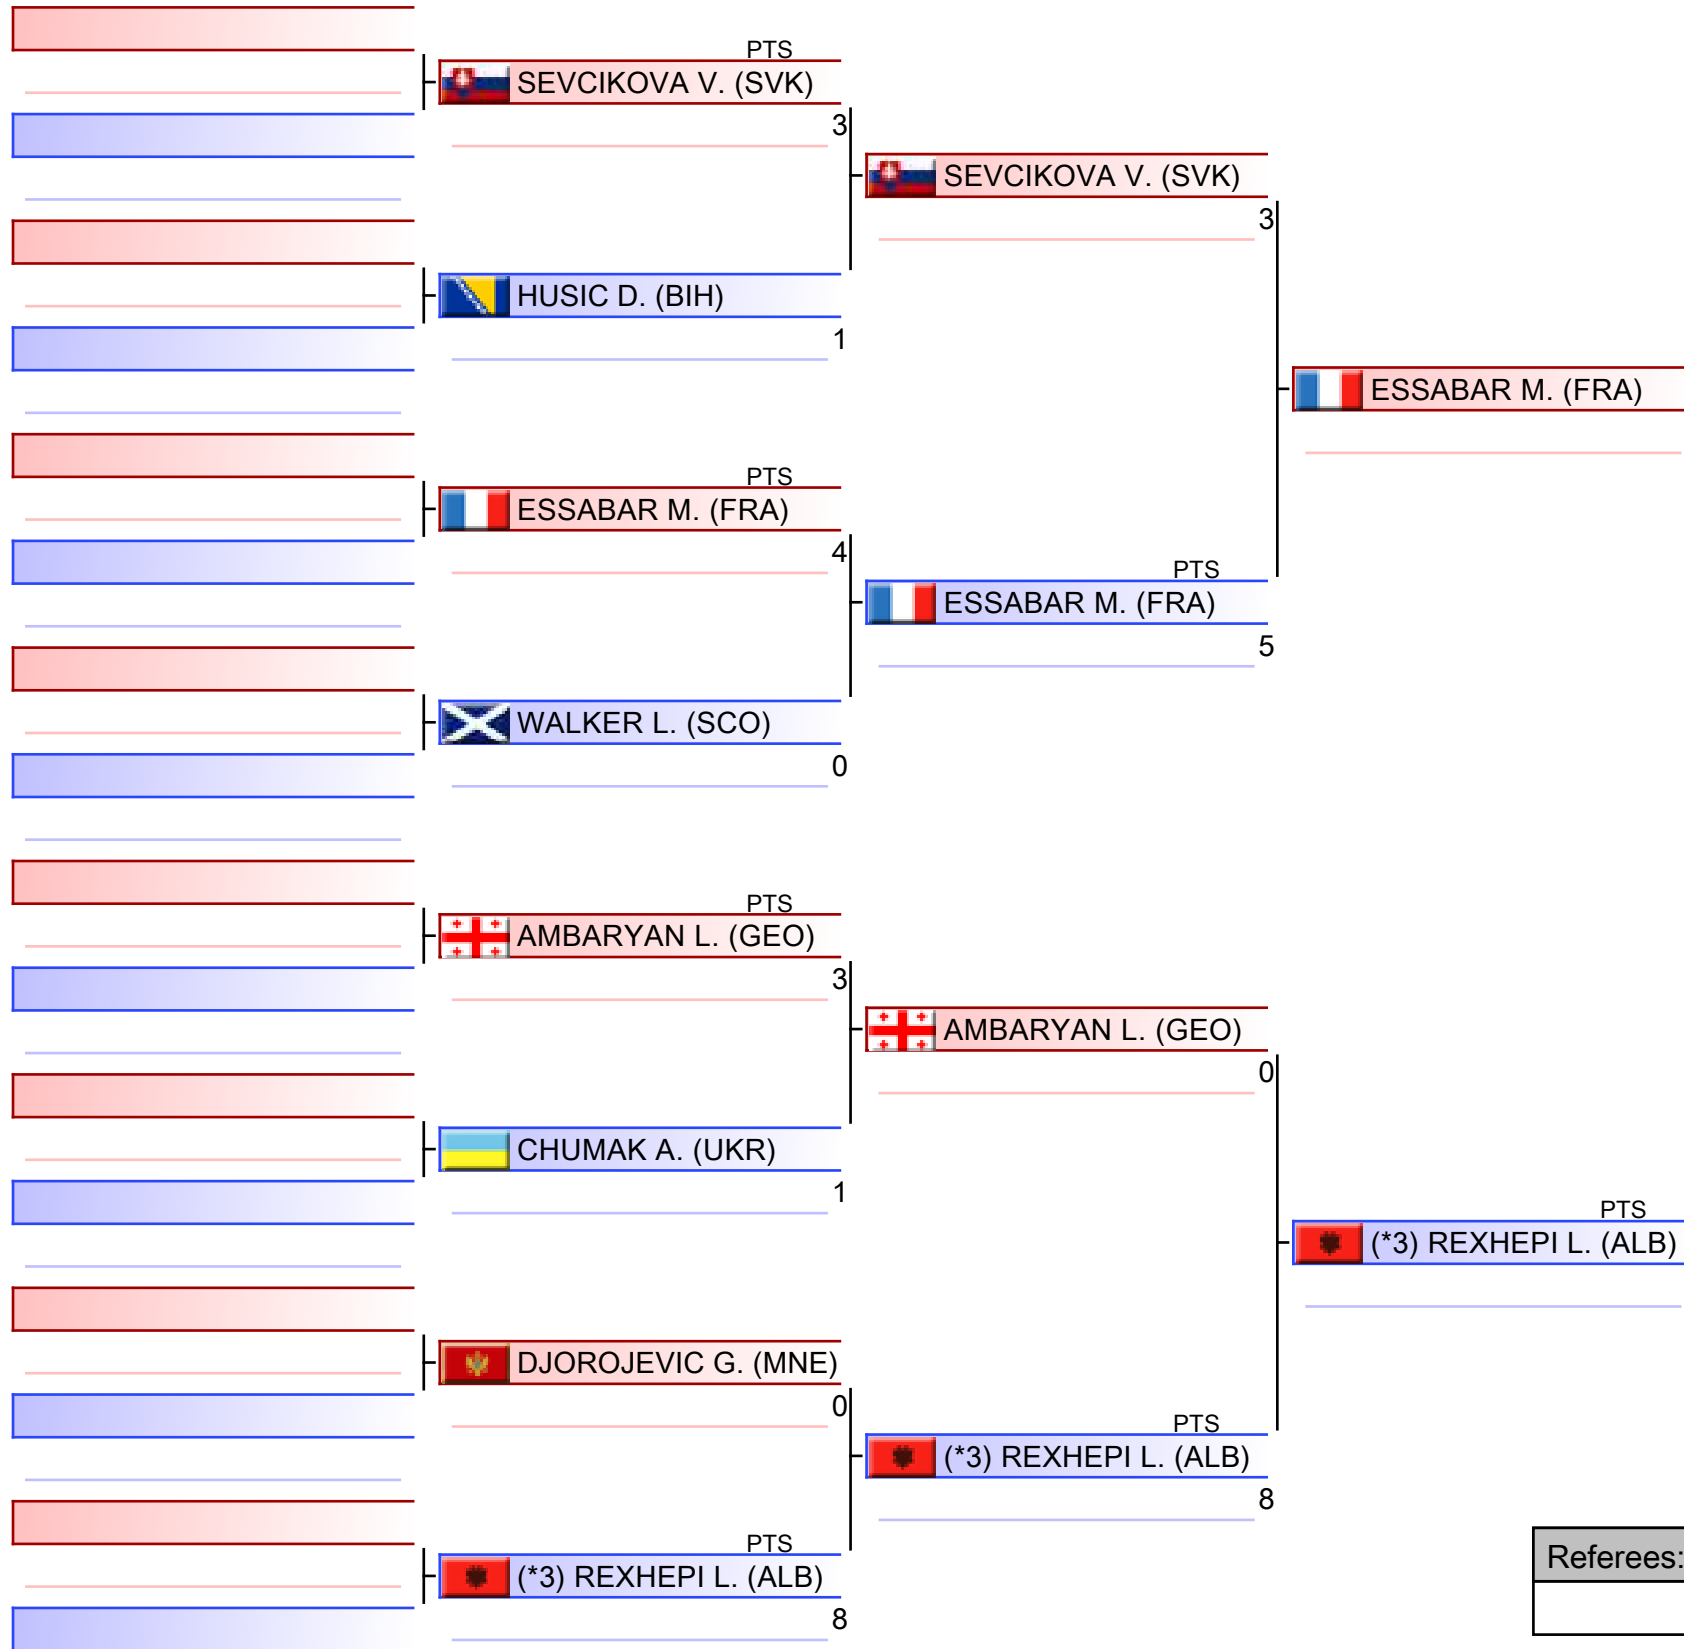 PTS
SEVCIKOVA V. (SVK)
3
SEVCIKOVA V. (SVK)
3
HUSIC D. (BIH)
1
ESSABAR M. (FRA)
PTS
ESSABAR M. (FRA)
4
PTS
ESSABAR M. (FRA)
5
WALKER L. (SCO)
0
PTS
AMBARYAN L. (GEO)
3
AMBARYAN L. (GEO)
0
CHUMAK A. (UKR)
1
PTS
(*3) REXHEPI L. (ALB)
DJOROJEVIC G. (MNE)
0
PTS
(*3) REXHEPI L. (ALB)
8
PTS
(*3) REXHEPI L. (ALB)
8
Referees: